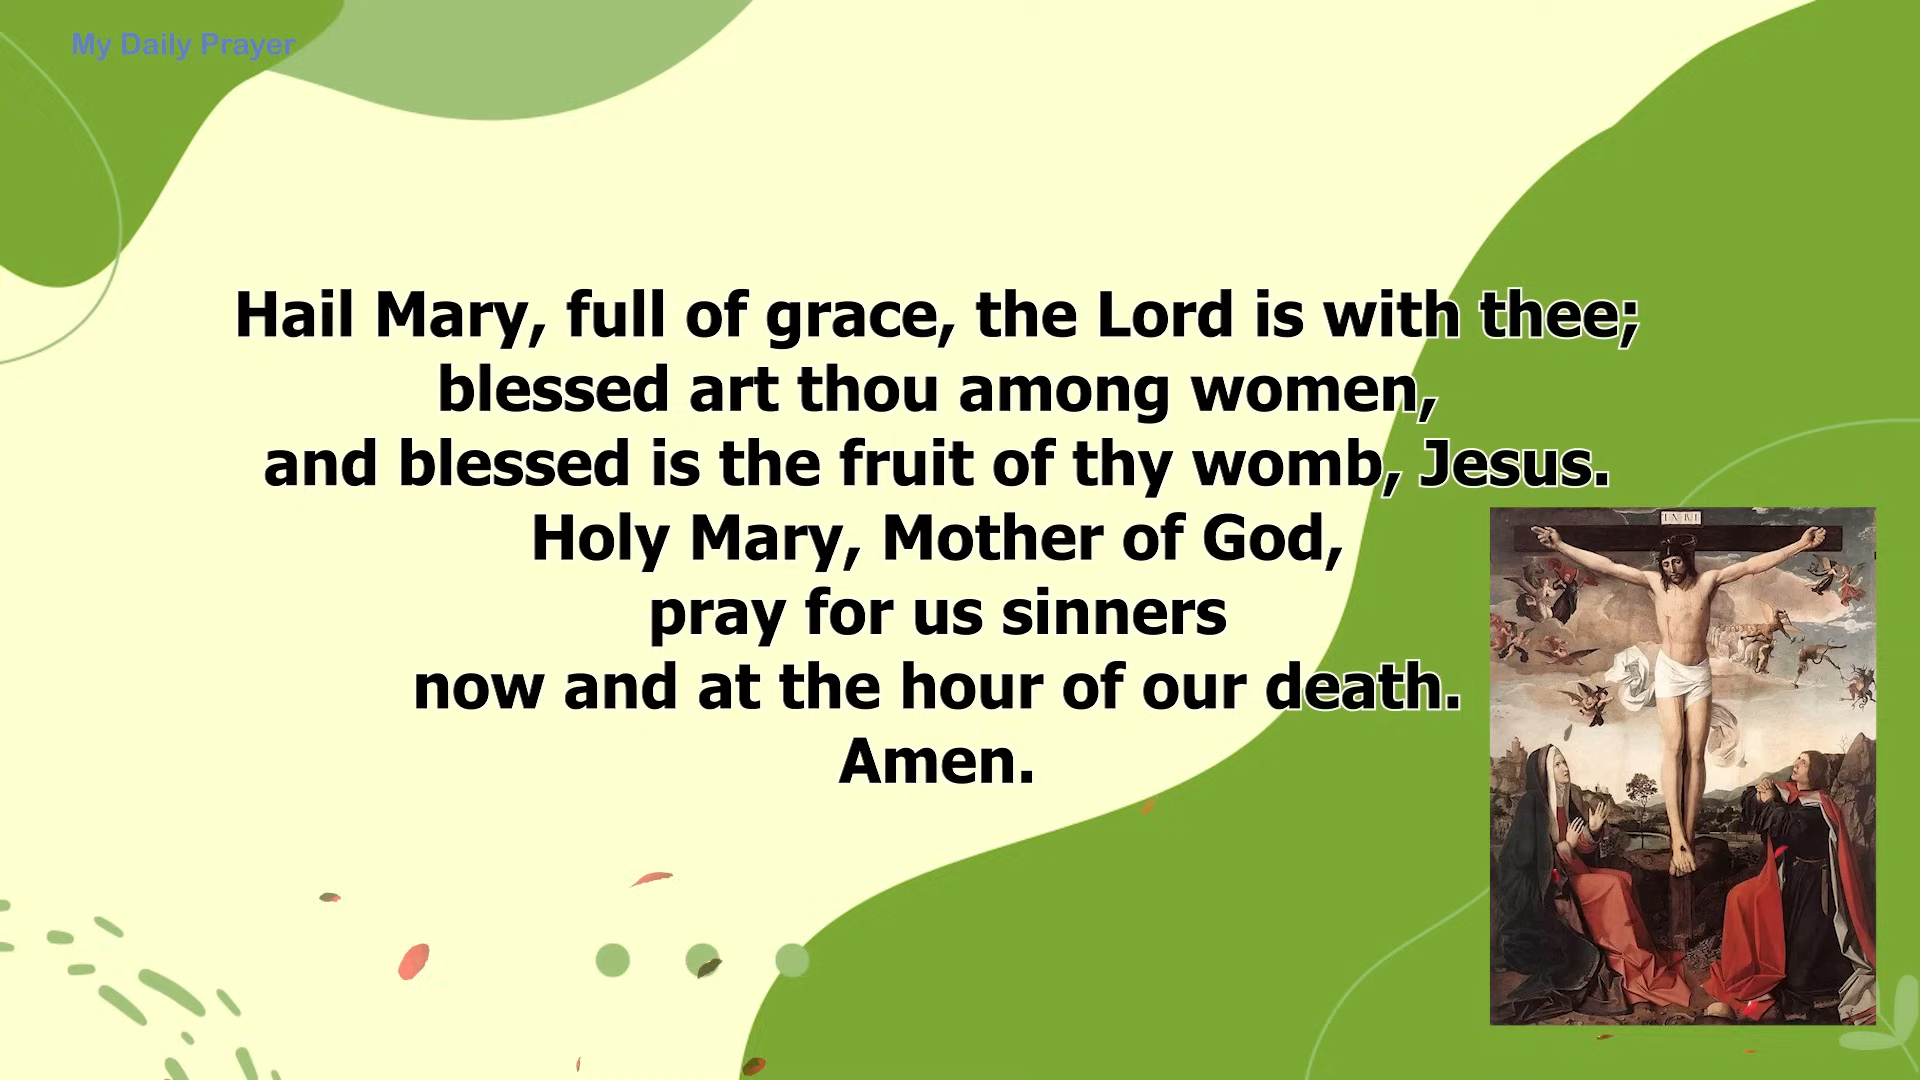 My Daily Prayer
Hail Mary, full of grace, the Lord is with thee;
blessed art thou among women,
and blessed is the fruit of thy womb, Jesus.
Holy Mary, Mother of God,
pray for us sinners
now and at the hour of our death.
Amen.
INRI